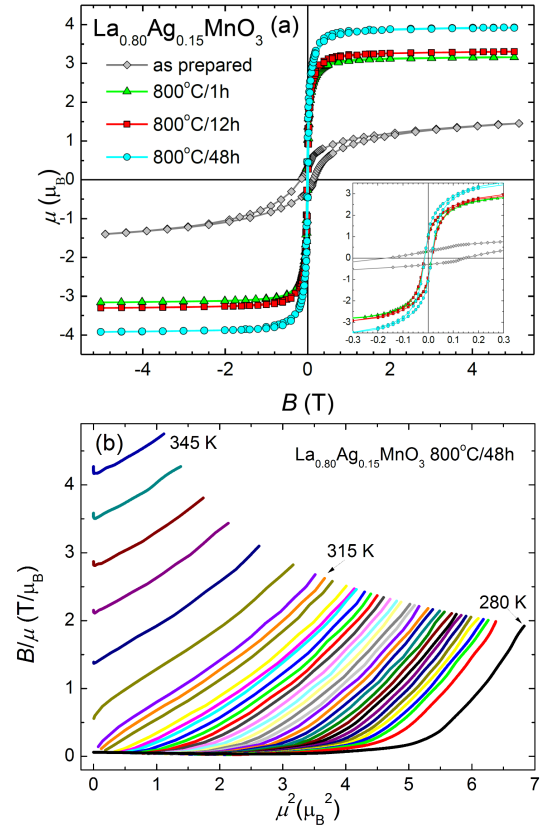 La0.80Ag0.15MnO3 (a)
as prepared
800°C/1h
800°C/12h
800°C/48h
μ (μB)
4
3
2
1
0
-1
-2
-3
-4
3
2
1
0
-1
-2
-3
-0.3 -0.2 -0.1 0.0 0.1 0.2 0.3
-4 -2 0 2 4
B (T)
(b)
345 K
La0.80Ag0.15MnO3 800°C/48h
315 K
280 K
B/μ (T/μB)
4
3
2
1
0
0 1 2 3 4 5 6 7
μ²(μB²)